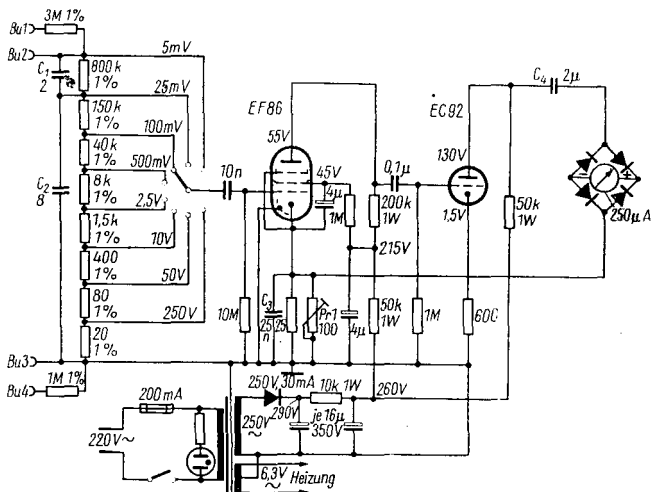 3M 1%
Bu1
Bu2
5mV
C1
2
800k
1%
25mV
150k
1%
100mV
40k
1%
500mV
C2
8
8k
1%
2,5V
1,5k
1%
10V
400
1%
50V
80
1%
250V
20
1%
Bu3
Bu4
1M 1%
10n
10M
EF86
55V
45V
4µ
1M
200k
1W
0,1µ
215V
C3
25
n
25
Pr1
100
4µ
50k
1W
1M
EC92
130V
1,5V
600
50k
1W
C4
2µ
250µA
200mA
220V~
250V, 30mA
290V
10k 1W
260V
250V
~
je 16µ
350V
6,3V
~
Heizung